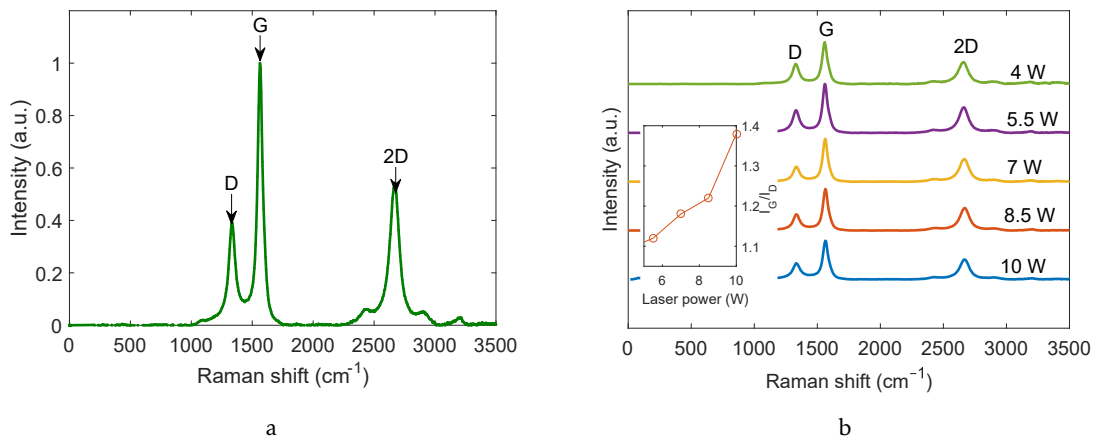 G
1
0.8
0.6
0.4
0.2
0
D
2D
Intensity (a.u.)
0 500 1000 1500 2000 2500 3000 3500
Raman shift (cm⁻¹)
a
D
G
2D
4 W
5.5 W
7 W
8.5 W
10 W
Intensity (a.u.)
1.4
1.3
1.2
1.1
I_G/I_D
6 8 10
Laser power (W)
0 500 1000 1500 2000 2500 3000 3500
Raman shift (cm⁻¹)
b